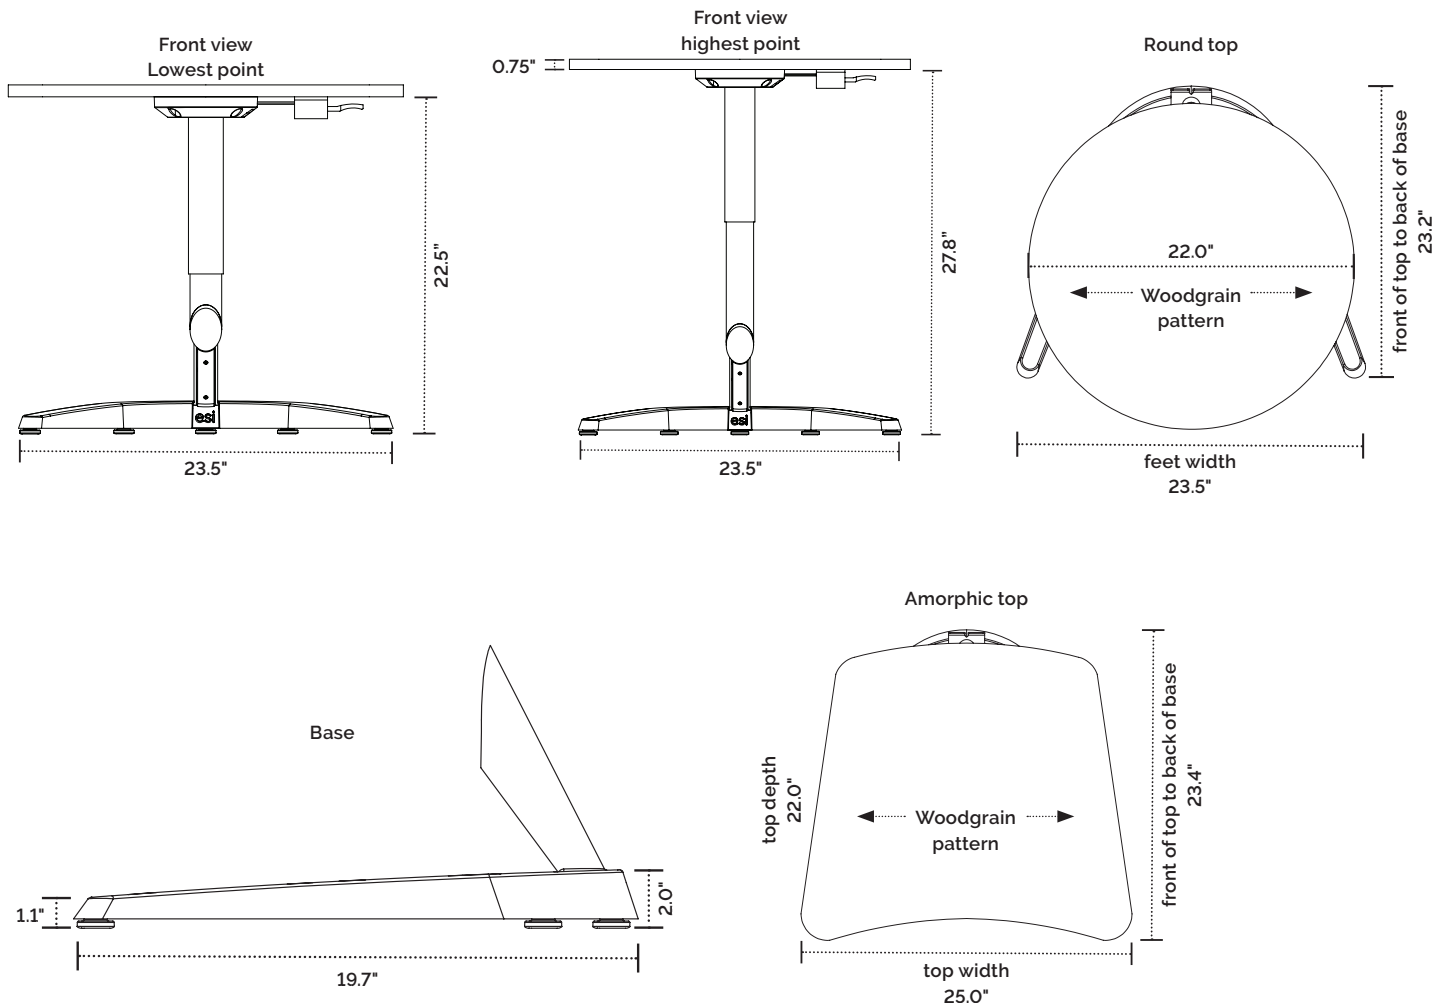 Front view
Lowest point
22.5"
esi
23.5"
Front view
highest point
0.75"
27.8"
esi
23.5"
Round top
22.0"
Woodgrain
pattern
front of top to back of base
23.2"
feet width
23.5"
Base
1.1"
2.0"
19.7"
Amorphic top
top depth
22.0"
Woodgrain
pattern
front of top to back of base
23.4"
top width
25.0"